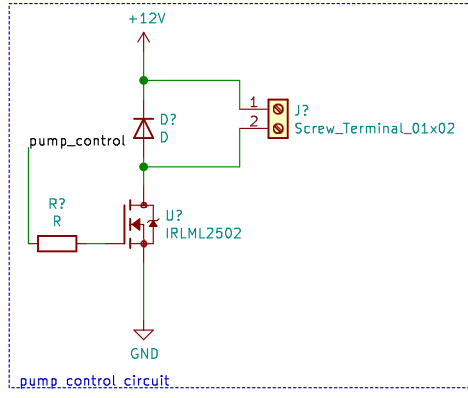 +12V
1
J?
D?
2
Screw_Terminal_01x02
D
pump_control
R?
U?
R
IRLML2502
GND
pump control circuit